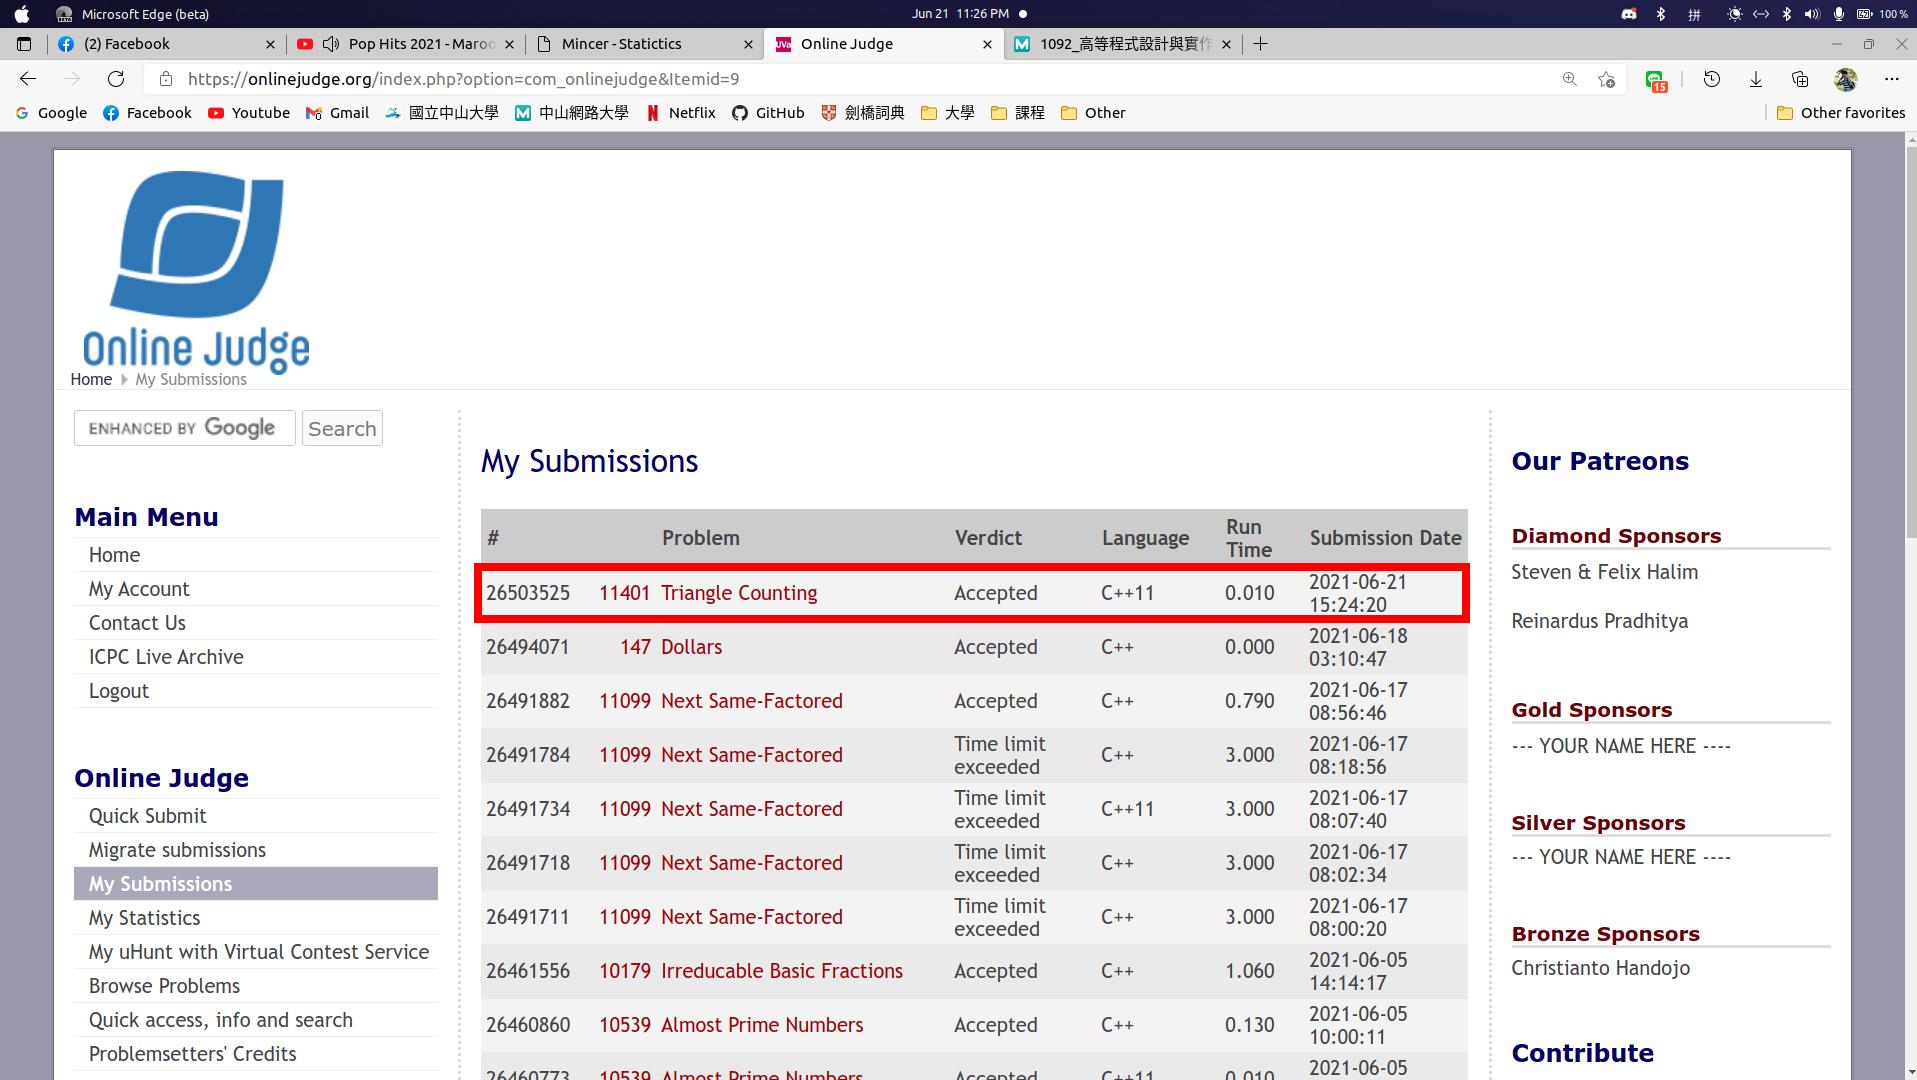 Microsoft Edge (beta)
Jun 21 11:26 PM
拼
100 %
(2) Facebook
Pop Hits 2021 - Maroo
Mincer - Statictics
Online Judge
1092_高等程式設計與實作
https://onlinejudge.org/index.php?option=com_onlinejudge&Itemid=9
15
Google
Facebook
Youtube
Gmail
國立中山大學
中山網路大學
Netflix
GitHub
劍橋詞典
大學
課程
Other
Other favorites
Online Judge
Home
My Submissions
ENHANCED BY Google
Search
Main Menu
Home
My Account
Contact Us
ICPC Live Archive
Logout
Online Judge
Quick Submit
Migrate submissions
My Submissions
My Statistics
My uHunt with Virtual Contest Service
Browse Problems
Quick access, info and search
Problemsetters' Credits
My Submissions
# Problem Verdict Language Run Time Submission Date
26503525 11401 Triangle Counting Accepted C++11 0.010 2021-06-21 15:24:20
26494071 147 Dollars Accepted C++ 0.000 2021-06-18 03:10:47
26491882 11099 Next Same-Factored Accepted C++ 0.790 2021-06-17 08:56:46
26491784 11099 Next Same-Factored Time limit exceeded C++ 3.000 2021-06-17 08:18:56
26491734 11099 Next Same-Factored Time limit exceeded C++11 3.000 2021-06-17 08:07:40
26491718 11099 Next Same-Factored Time limit exceeded C++ 3.000 2021-06-17 08:02:34
26491711 11099 Next Same-Factored Time limit exceeded C++ 3.000 2021-06-17 08:00:20
26461556 10179 Irreducable Basic Fractions Accepted C++ 1.060 2021-06-05 14:14:17
26460860 10539 Almost Prime Numbers Accepted C++ 0.130 2021-06-05 10:00:11
26460773 10539 Almost Prime Numbers Accepted C++11 0.010 2021-06-05
Our Patreons
Diamond Sponsors
Steven & Felix Halim
Reinardus Pradhitya
Gold Sponsors
--- YOUR NAME HERE ----
Silver Sponsors
--- YOUR NAME HERE ----
Bronze Sponsors
Christianto Handojo
Contribute